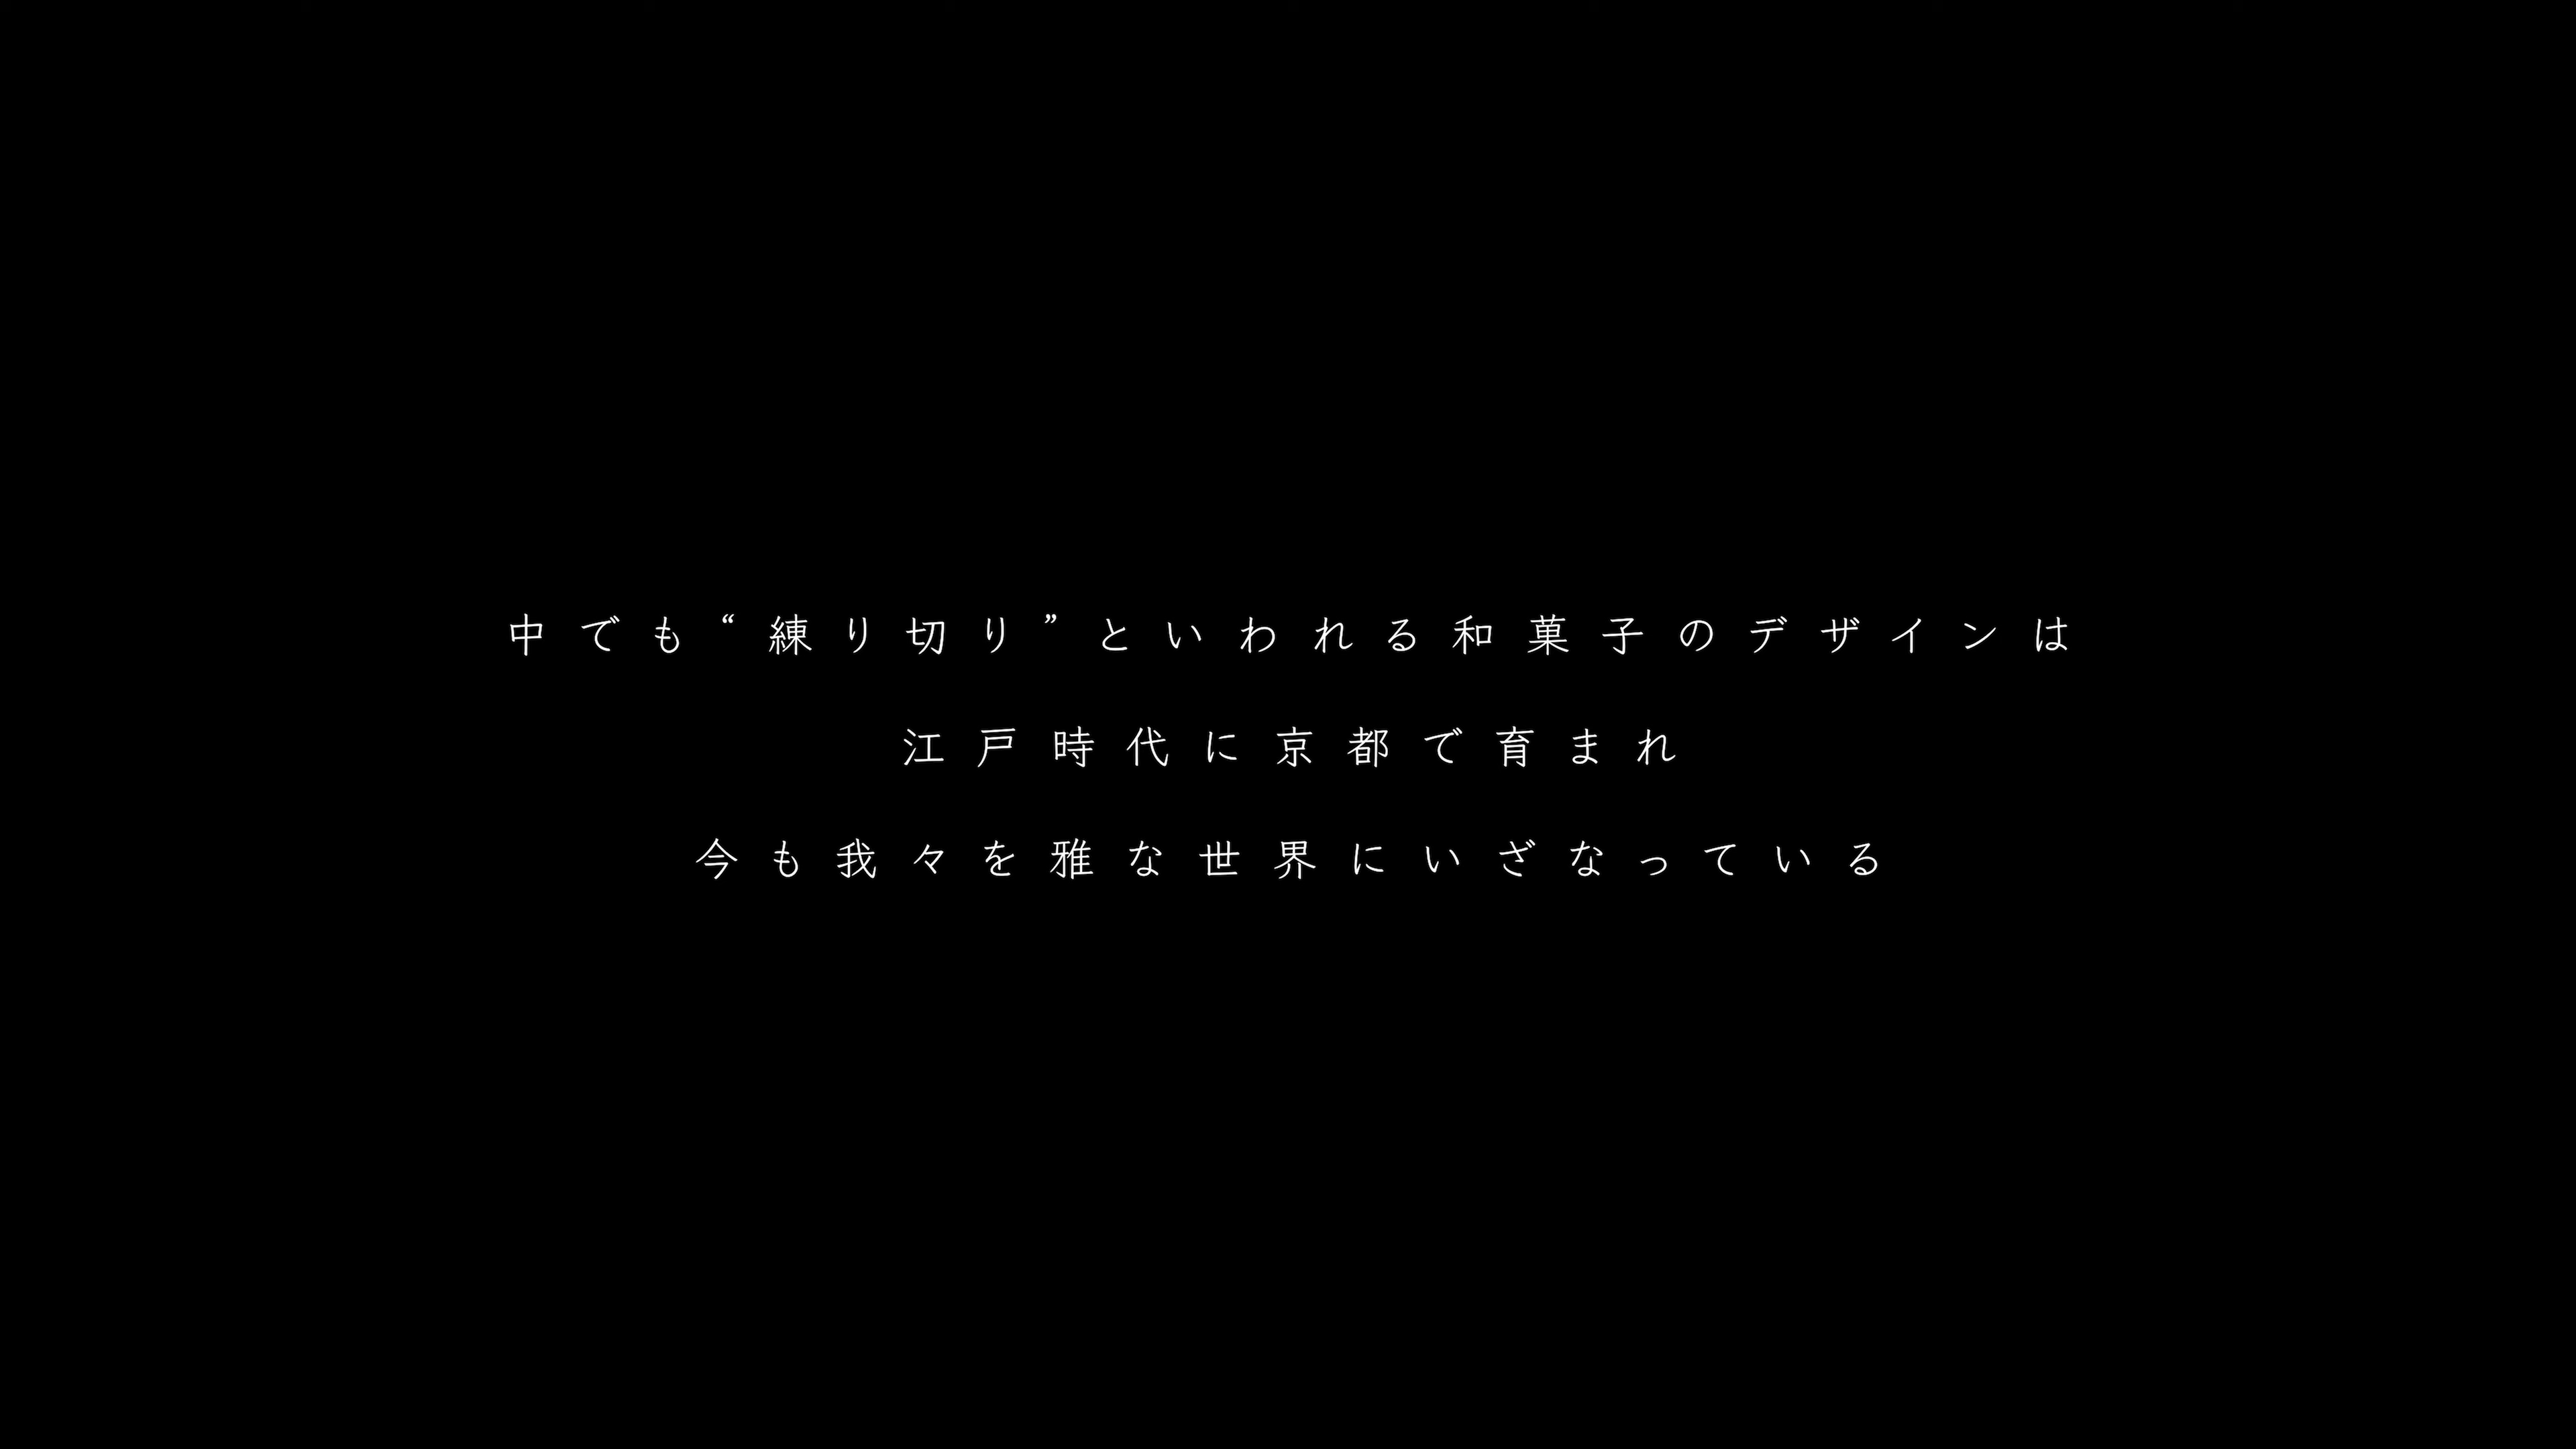 中でも“練り切り”といわれる和菓子のデザインは
江戸時代に京都で育まれ
今も我々を雅な世界にいざなっている